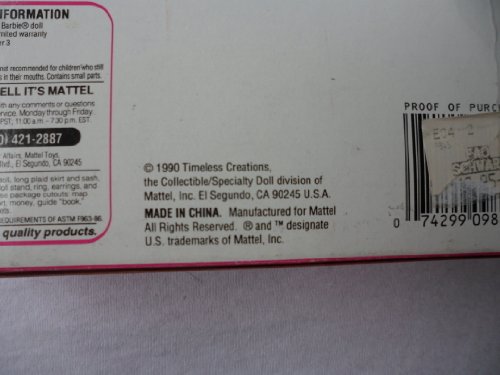 INFORMATION
Barbie® doll
limited warranty
not recommended for children who still
in their mouths. Contains small parts.
ELL IT'S MATTEL
with any comments or questions
Service. Monday through Friday.
PST; 11:00 a.m. - 7:30 p.m. EST.
421-2887
Affairs, Mattel Toys,
El Segundo, CA 90245
long plaid skirt and sash,
doll stand, ring, earrings, and
package cutouts: map
money, guide "book",
REQUIREMENTS OF ASTM F963-86.
quality products.
© 1990 Timeless Creations,
the Collectible/Specialty Doll division of
Mattel, Inc. El Segundo, CA 90245 U.S.A.
MADE IN CHINA. Manufactured for Mattel
All Rights Reserved. ® and ™ designate
U.S. trademarks of Mattel, Inc.
PROOF OF PURC
0 74299 098